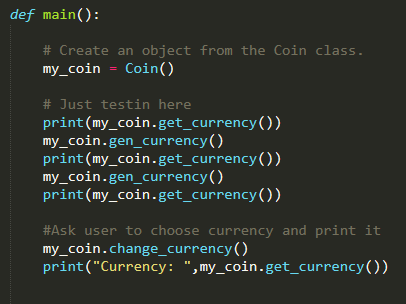 def main():
# Create an object from the Coin class.
my_coin = Coin()
# Just testin here
print(my_coin.get_currency())
my_coin.gen_currency()
print(my_coin.get_currency())
my_coin.gen_currency()
print(my_coin.get_currency())
#Ask user to choose currency and print it
my_coin.change_currency()
print("Currency: ",my_coin.get_currency())